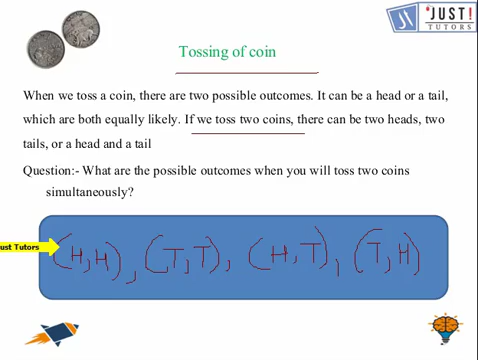 JUST!
TUTORS
Tossing of coin
When we toss a coin, there are two possible outcomes. It can be a head or a tail,
which are both equally likely. If we toss two coins, there can be two heads, two
tails, or a head and a tail
Question:- What are the possible outcomes when you will toss two coins
simultaneously?
ust Tutors
(H,H), (T,T), (H,T), (T,H)